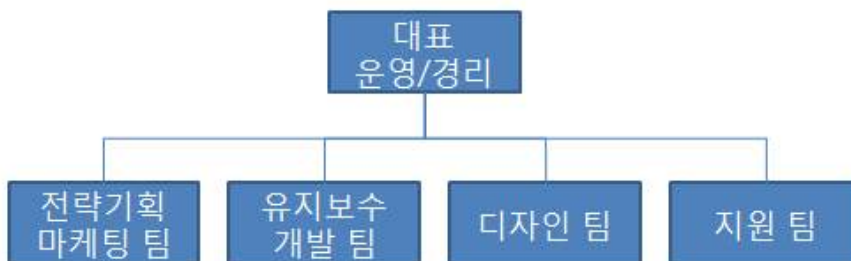 대표
운영/경리
전략기획
마케팅 팀
유지보수
개발 팀
디자인 팀
지원 팀